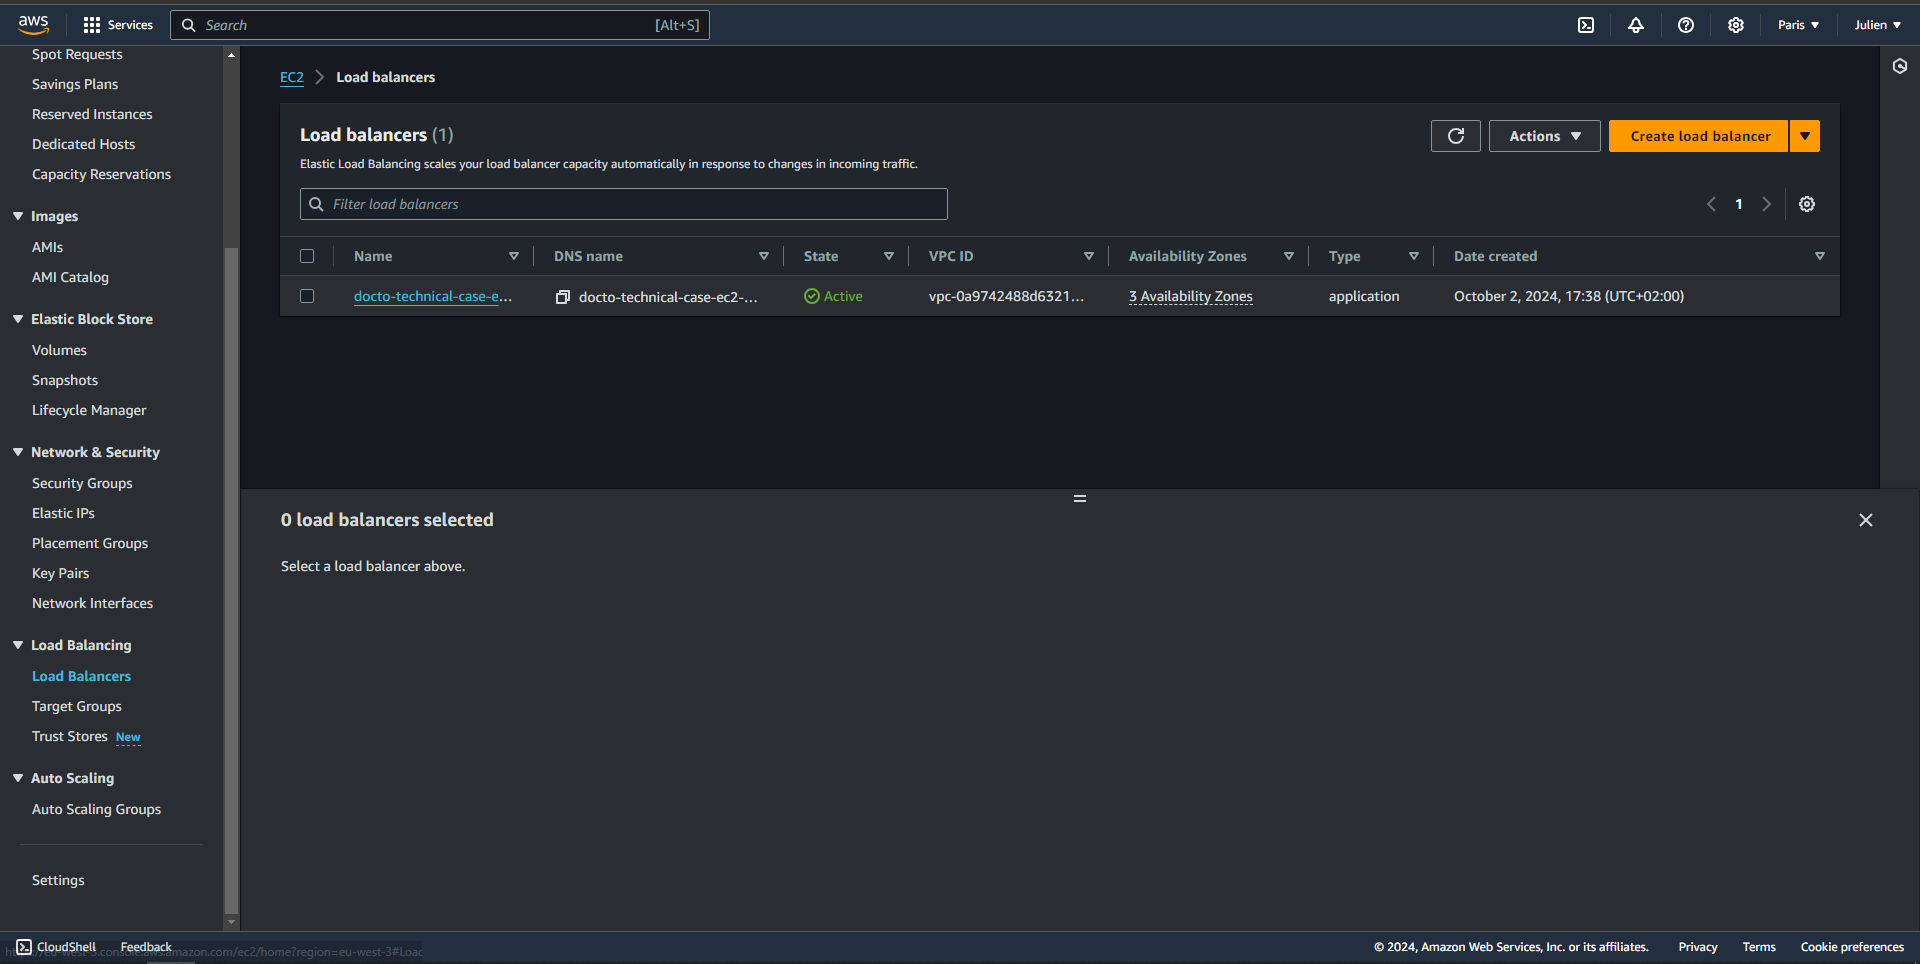 aws
Services
Search
[Alt+S]
Paris
Julien
Spot Requests
Savings Plans
Reserved Instances
Dedicated Hosts
Capacity Reservations
Images
AMIs
AMI Catalog
Elastic Block Store
Volumes
Snapshots
Lifecycle Manager
Network & Security
Security Groups
Elastic IPs
Placement Groups
Key Pairs
Network Interfaces
Load Balancing
Load Balancers
Target Groups
Trust Stores New
Auto Scaling
Auto Scaling Groups
Settings
EC2 > Load balancers
Load balancers (1)
Elastic Load Balancing scales your load balancer capacity automatically in response to changes in incoming traffic.
Actions
Create load balancer
Filter load balancers
1
Name DNS name State VPC ID Availability Zones Type Date created
docto-technical-case-e... docto-technical-case-ec2-... Active vpc-0a9742488d6321... 3 Availability Zones application October 2, 2024, 17:38 (UTC+02:00)
0 load balancers selected
Select a load balancer above.
CloudShell Feedback
https://eu-west-3.console.aws.amazon.com/ec2/home?region=eu-west-3#Loac
© 2024, Amazon Web Services, Inc. or its affiliates. Privacy Terms Cookie preferences